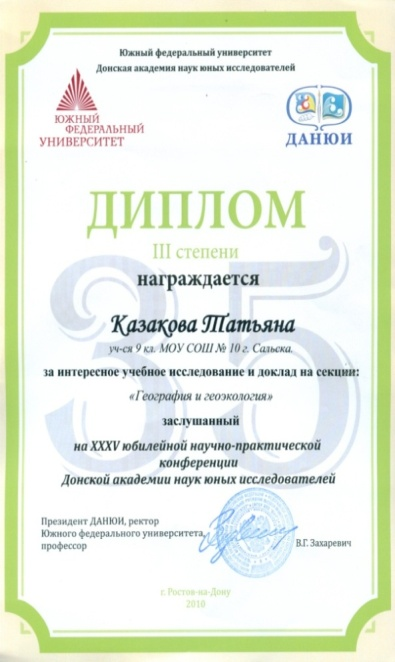 Южный федеральный университет
Донская академия наук юных исследователей
ЮЖНЫЙ
ФЕДЕРАЛЬНЫЙ
УНИВЕРСИТЕТ
ДАНЮИ
35
ДИПЛОМ
III степени
награждается
Казакова Татьяна
уч-ся 9 кл. МОУ СОШ № 10 г. Сальска.
за интересное учебное исследование и доклад на секции:
«География и геоэкология»
заслушанный
на XXXV юбилейной научно-практической
конференции
Донской академии наук юных исследователей
Президент ДАНЮИ, ректор
Южного федерального университета,
профессор
В.Г. Захаревич
г. Ростов-на-Дону
2010